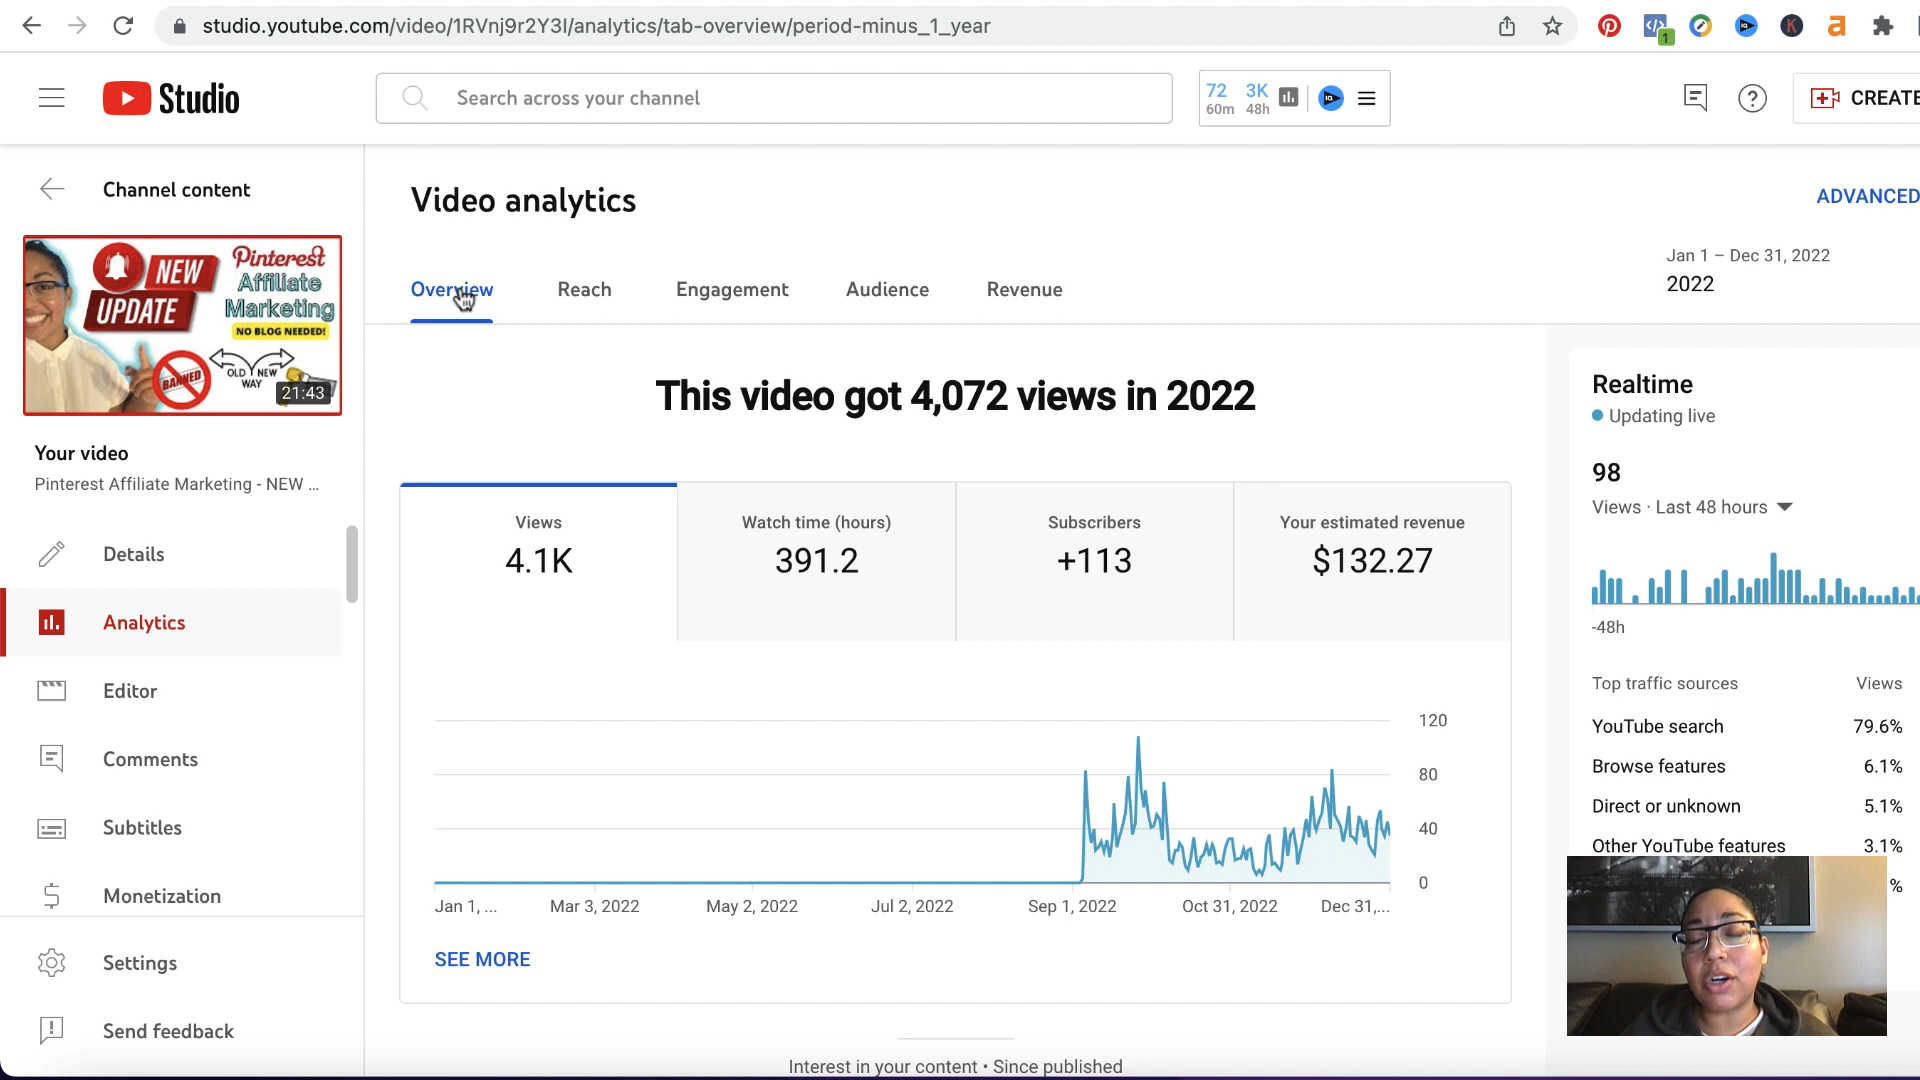 studio.youtube.com/video/1RVnj9r2Y3I/analytics/tab-overview/period-minus_1_year
1
K
a
Studio
Search across your channel
72 3K
60m 48h
IQ
CREATE
Channel content
NEW
UPDATE
Pinterest
Affiliate
Marketing
NO BLOG NEEDED!
BANNED
OLD WAY NEW
21:43
Your video
Pinterest Affiliate Marketing - NEW ...
Details
Analytics
Editor
Comments
Subtitles
Monetization
Settings
Send feedback
Video analytics
ADVANCED
Overview
Reach
Engagement
Audience
Revenue
Jan 1 – Dec 31, 2022
2022
This video got 4,072 views in 2022
Views
4.1K
Watch time (hours)
391.2
Subscribers
+113
Your estimated revenue
$132.27
120
80
40
0
Jan 1, ...
Mar 3, 2022
May 2, 2022
Jul 2, 2022
Sep 1, 2022
Oct 31, 2022
Dec 31,...
SEE MORE
Interest in your content • Since published
Realtime
Updating live
98
Views · Last 48 hours
-48h
Top traffic sources Views
YouTube search 79.6%
Browse features 6.1%
Direct or unknown 5.1%
Other YouTube features 3.1%
%